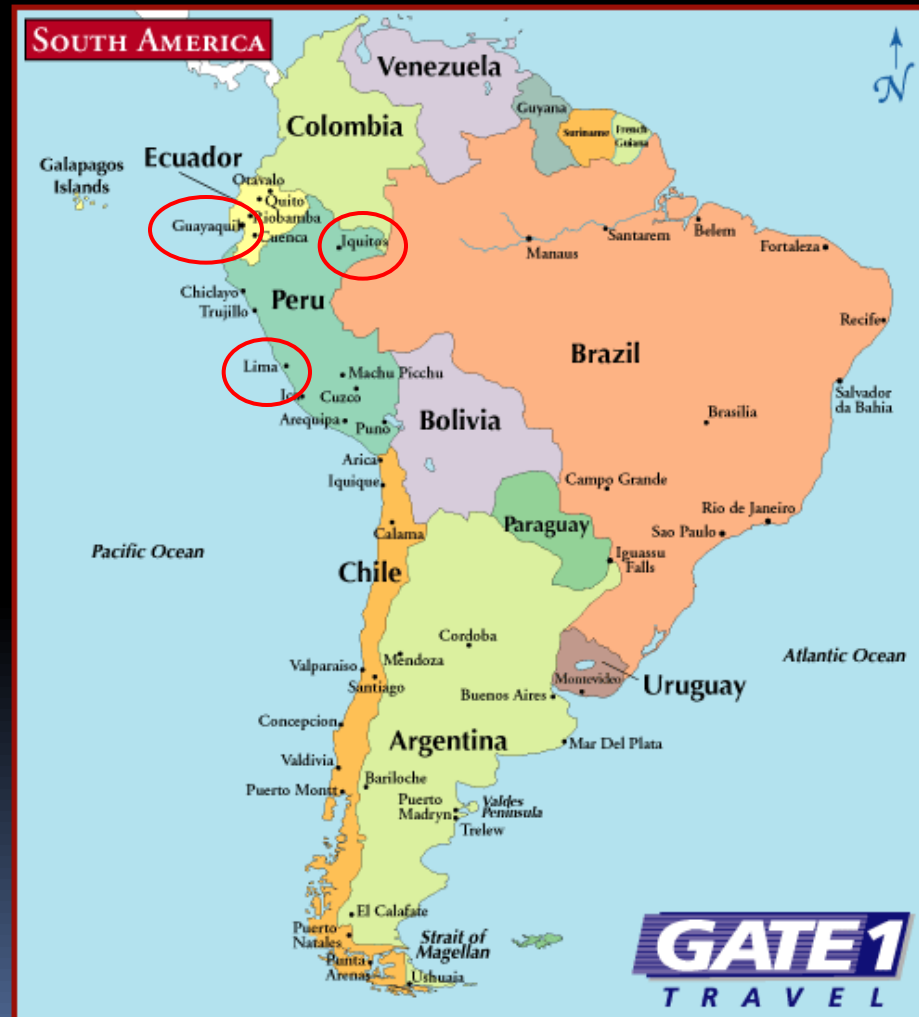 SOUTH AMERICA
N
Venezuela
Guyana
Suriname
French
Guiana
Colombia
Ecuador
Galapagos
Islands
Otavalo
Quito
Riobamba
Guayaquil
Cuenca
Iquitos
Manaus
Santarem
Belem
Fortaleza
Chiclayo
Trujillo
Peru
Recife
Brazil
Lima
Machu Picchu
Ica
Cuzco
Salvador
da Bahia
Arequipa
Puno
Bolivia
Brasilia
Arica
Iquique
Campo Grande
Rio de Janeiro
Calama
Paraguay
Sao Paulo
Pacific Ocean
Iguassu
Falls
Chile
Cordoba
Mendoza
Valparaiso
Santiago
Atlantic Ocean
Montevideo
Uruguay
Buenos Aires
Concepcion
Argentina
Mar Del Plata
Valdivia
Bariloche
Puerto Montt
Puerto
Madryn
Valdes
Peninsula
Trelew
El Calafate
Puerto
Natales
Strait of
Magellan
Punta
Arenas
Ushuaia
GATE 1
TRAVEL